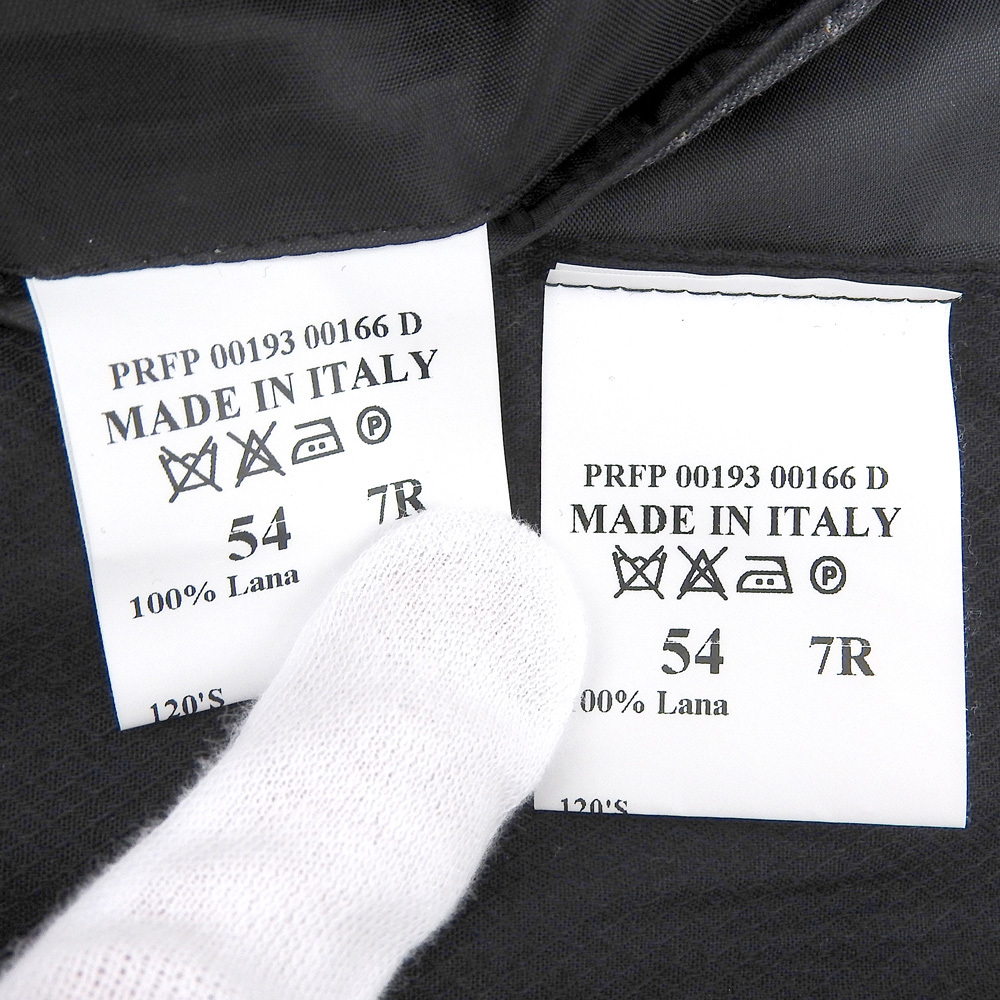 PRFP 00193 00166 D
MADE IN ITALY
P
54 7R
100% Lana
120'S
PRFP 00193 00166 D
MADE IN ITALY
P
54 7R
00% Lana
120'S